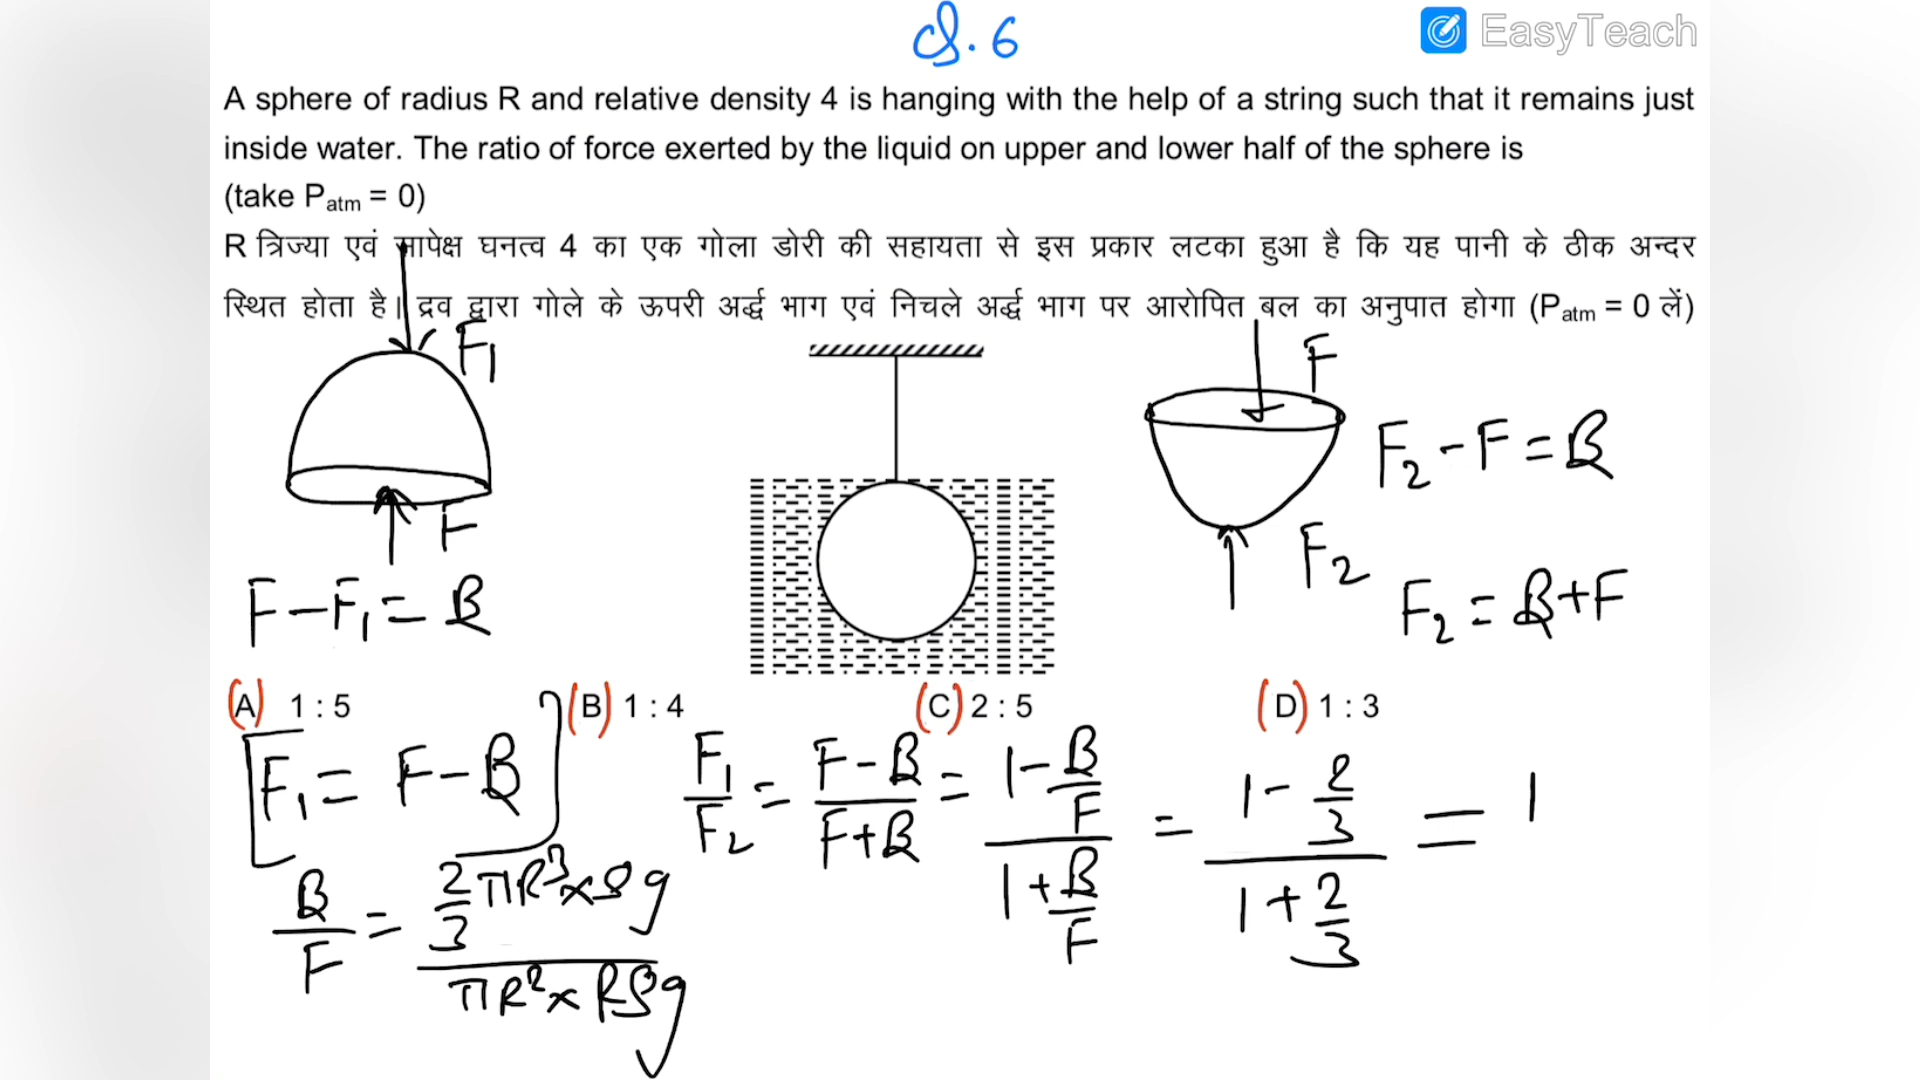 Q. 6
EasyTeach
A sphere of radius R and relative density 4 is hanging with the help of a string such that it remains just
inside water. The ratio of force exerted by the liquid on upper and lower half of the sphere is
(take Patm = 0)
R त्रिज्या एवं सापेक्ष घनत्व 4 का एक गोला डोरी की सहायता से इस प्रकार लटका हुआ है कि यह पानी के ठीक अन्दर
स्थित होता है। द्रव द्वारा गोले के ऊपरी अर्द्ध भाग एवं निचले अर्द्ध भाग पर आरोपित बल का अनुपात होगा (Patm = 0 लें)
F₁
F
F - F₁ = B
F
F₂ - F = B
F₂
F₂ = B + F
(A) 1 : 5 (B) 1 : 4 (C) 2 : 5 (D) 1 : 3
F₁ = F - B
F₁/F₂ = (F - B)/(F + B) = (1 - B/F)/(1 + B/F) = (1 - 2/3)/(1 + 2/3) = 1
B/F = (2/3 πR³ × ρg)/(πR² × Rρg)